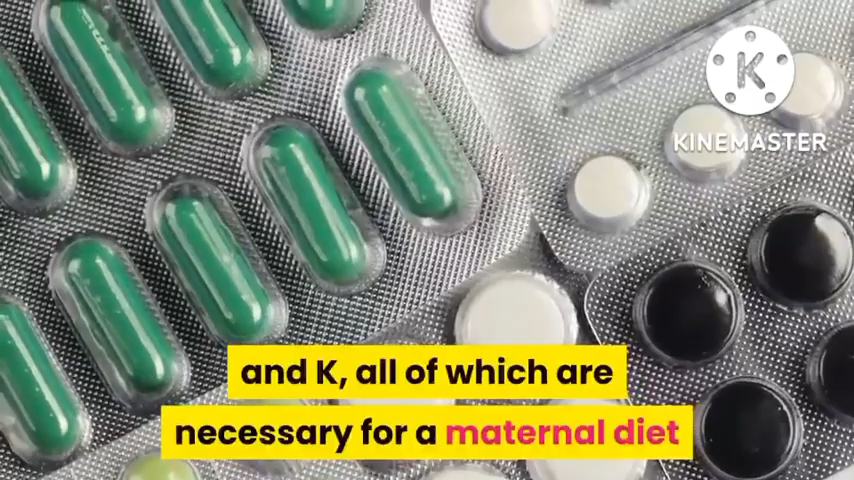 K
KINEMASTER
and K, all of which are
necessary for a maternal diet